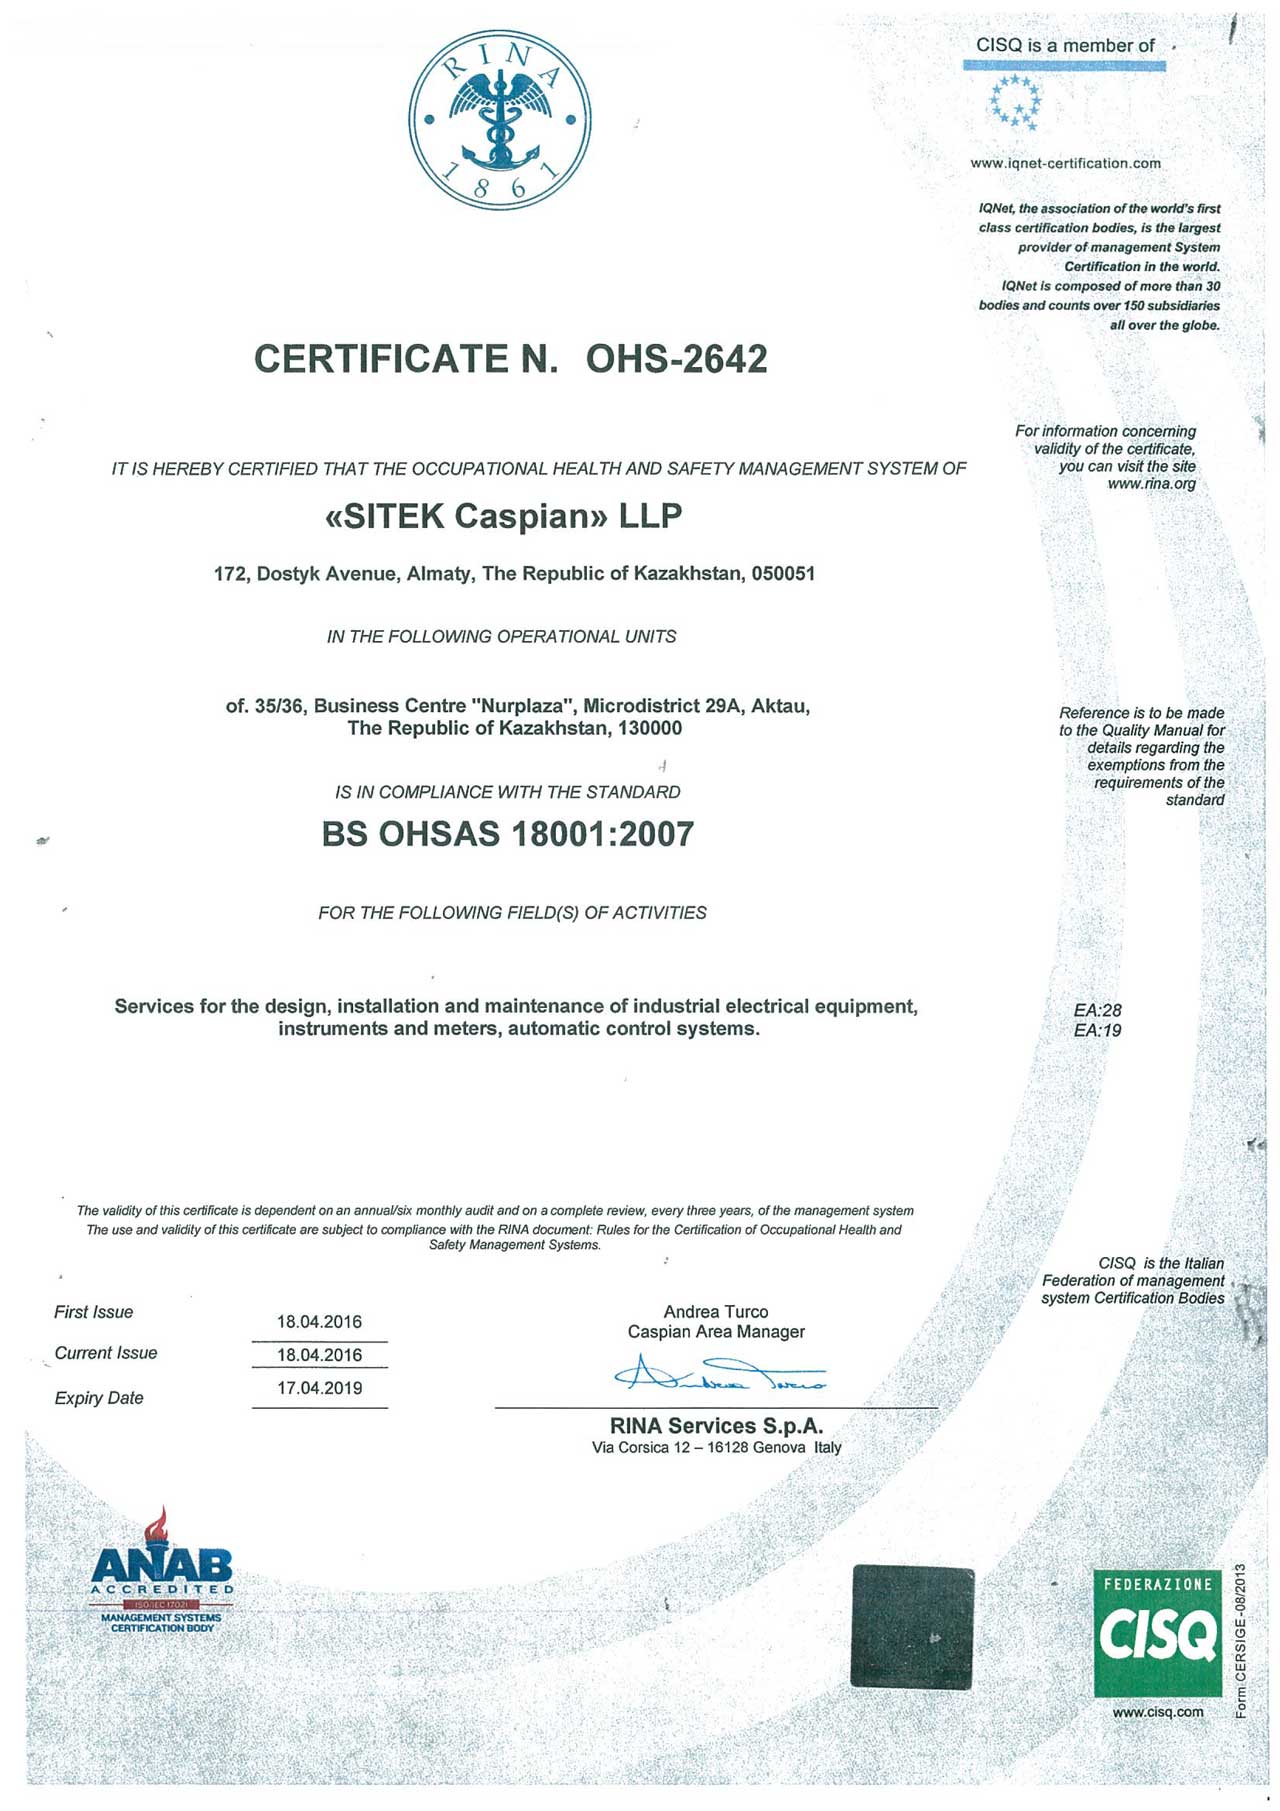 RINA
1861
CISQ is a member of
www.iqnet-certification.com
IQNet, the association of the world's first
class certification bodies, is the largest
provider of management System
Certification in the world.
IQNet is composed of more than 30
bodies and counts over 150 subsidiaries
all over the globe.
CERTIFICATE N. OHS-2642
For information concerning
validity of the certificate,
you can visit the site
www.rina.org
IT IS HEREBY CERTIFIED THAT THE OCCUPATIONAL HEALTH AND SAFETY MANAGEMENT SYSTEM OF
«SITEK Caspian» LLP
172, Dostyk Avenue, Almaty, The Republic of Kazakhstan, 050051
IN THE FOLLOWING OPERATIONAL UNITS
of. 35/36, Business Centre "Nurplaza", Microdistrict 29A, Aktau,
The Republic of Kazakhstan, 130000
Reference is to be made
to the Quality Manual for
details regarding the
exemptions from the
requirements of the
standard
IS IN COMPLIANCE WITH THE STANDARD
BS OHSAS 18001:2007
FOR THE FOLLOWING FIELD(S) OF ACTIVITIES
Services for the design, installation and maintenance of industrial electrical equipment,
instruments and meters, automatic control systems.
EA:28
EA:19
The validity of this certificate is dependent on an annual/six monthly audit and on a complete review, every three years, of the management system
The use and validity of this certificate are subject to compliance with the RINA document: Rules for the Certification of Occupational Health and
Safety Management Systems.
CISQ is the Italian
Federation of management
system Certification Bodies
First Issue 18.04.2016
Current Issue 18.04.2016
Expiry Date 17.04.2019
Andrea Turco
Caspian Area Manager
Andrea Turco
RINA Services S.p.A.
Via Corsica 12 – 16128 Genova Italy
ANAB
ACCREDITED
ISO/IEC 17021
MANAGEMENT SYSTEMS
CERTIFICATION BODY
FEDERAZIONE
CISQ
www.cisq.com
Form CERSIGE -08/2013